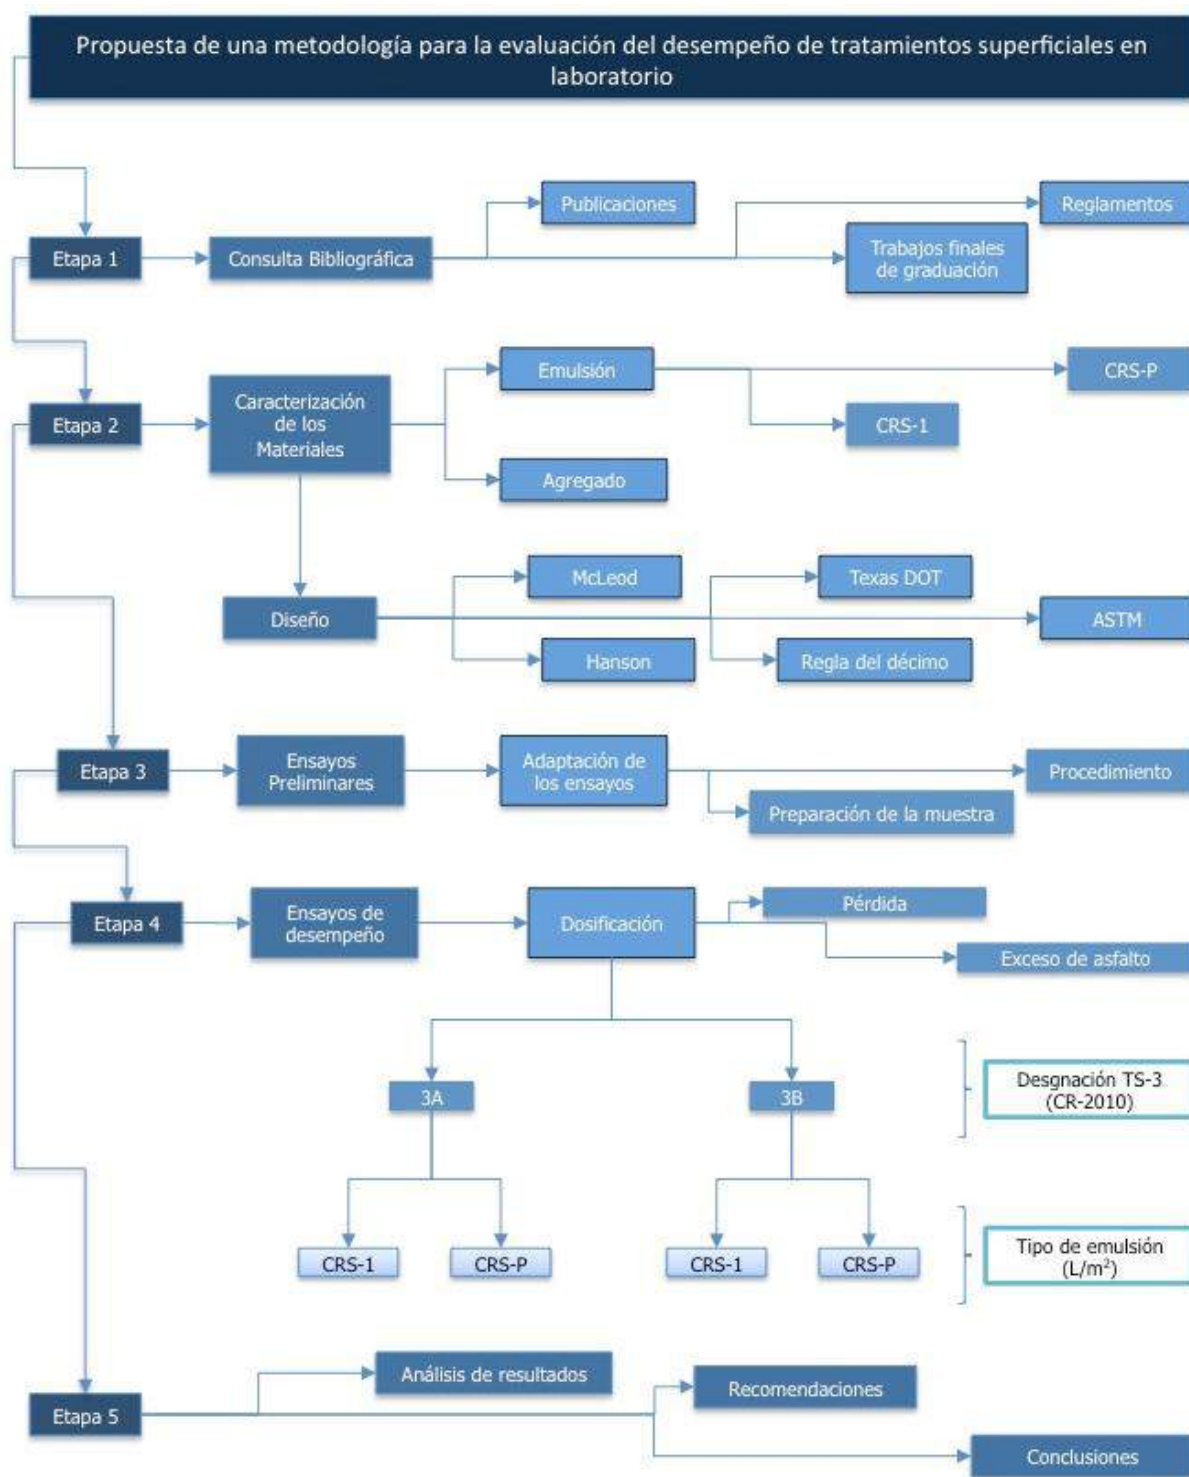 Propuesta de una metodología para la evaluación del desempeño de tratamientos superficiales en
laboratorio
Publicaciones
Reglamentos
Etapa 1
Consulta Bibliográfica
Trabajos finales
de graduación
Emulsión
CRS-P
Etapa 2
Caracterización
de los
Materiales
CRS-1
Agregado
McLeod
Texas DOT
Diseño
ASTM
Hanson
Regla del décimo
Etapa 3
Ensayos
Preliminares
Adaptación de
los ensayos
Procedimiento
Preparación de la muestra
Etapa 4
Ensayos de
desempeño
Dosificación
Pérdida
Exceso de asfalto
3A
3B
Desgnación TS-3
(CR-2010)
CRS-1
CRS-P
CRS-1
CRS-P
Tipo de emulsión
(L/m²)
Análisis de resultados
Recomendaciones
Etapa 5
Conclusiones